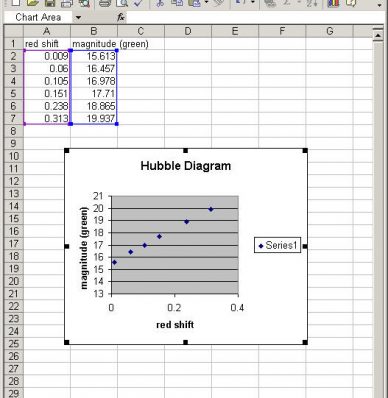 Chart Area fx
A B C D E F G
1 red shift magnitude (green)
2 0.009 15.613
3 0.06 16.457
4 0.105 16.978
5 0.151 17.71
6 0.238 18.865
7 0.313 19.937
8
9
10
11
12
13
14
15
16
17
18
19
20
21
22
23
24
25
26
27
28
29
Hubble Diagram
magnitude (green)
21
20
19
18
17
16
15
14
13
0 0.2 0.4
red shift
Series1